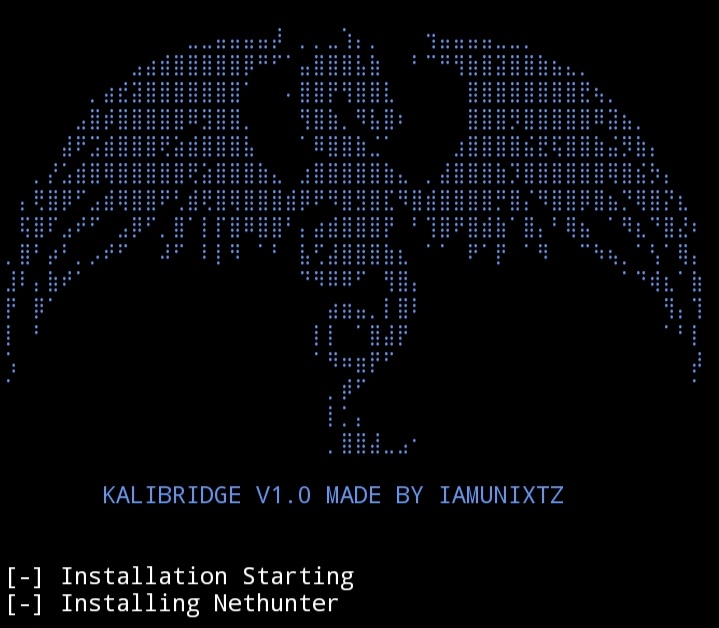 KALIBRIDGE V1.0 MADE BY IAMUNIXTZ
[-] Installation Starting
[-] Installing Nethunter